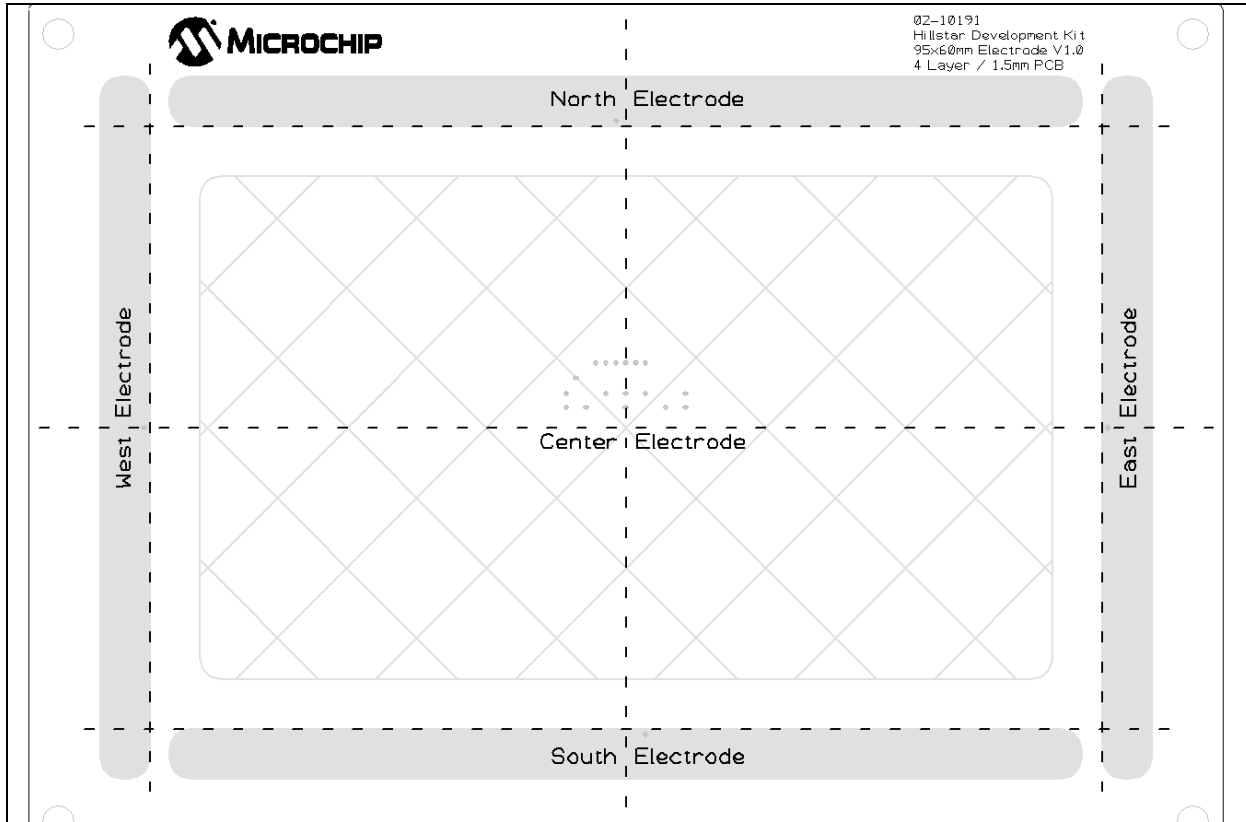 MICROCHIP
02-10191
Hillstar Development Kit
95x60mm Electrode V1.0
4 Layer / 1.5mm PCB
North Electrode
West Electrode
East Electrode
Center Electrode
South Electrode